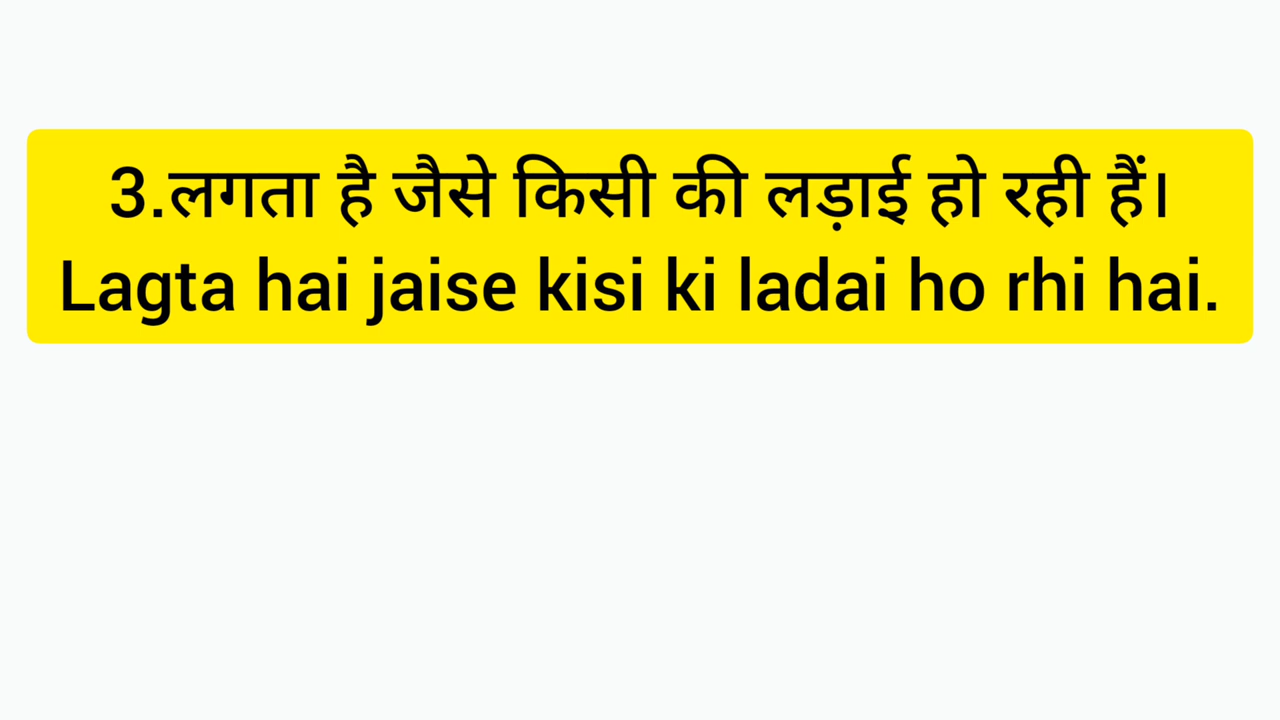 3.लगता है जैसे किसी की लड़ाई हो रही हैं।
Lagta hai jaise kisi ki ladai ho rhi hai.